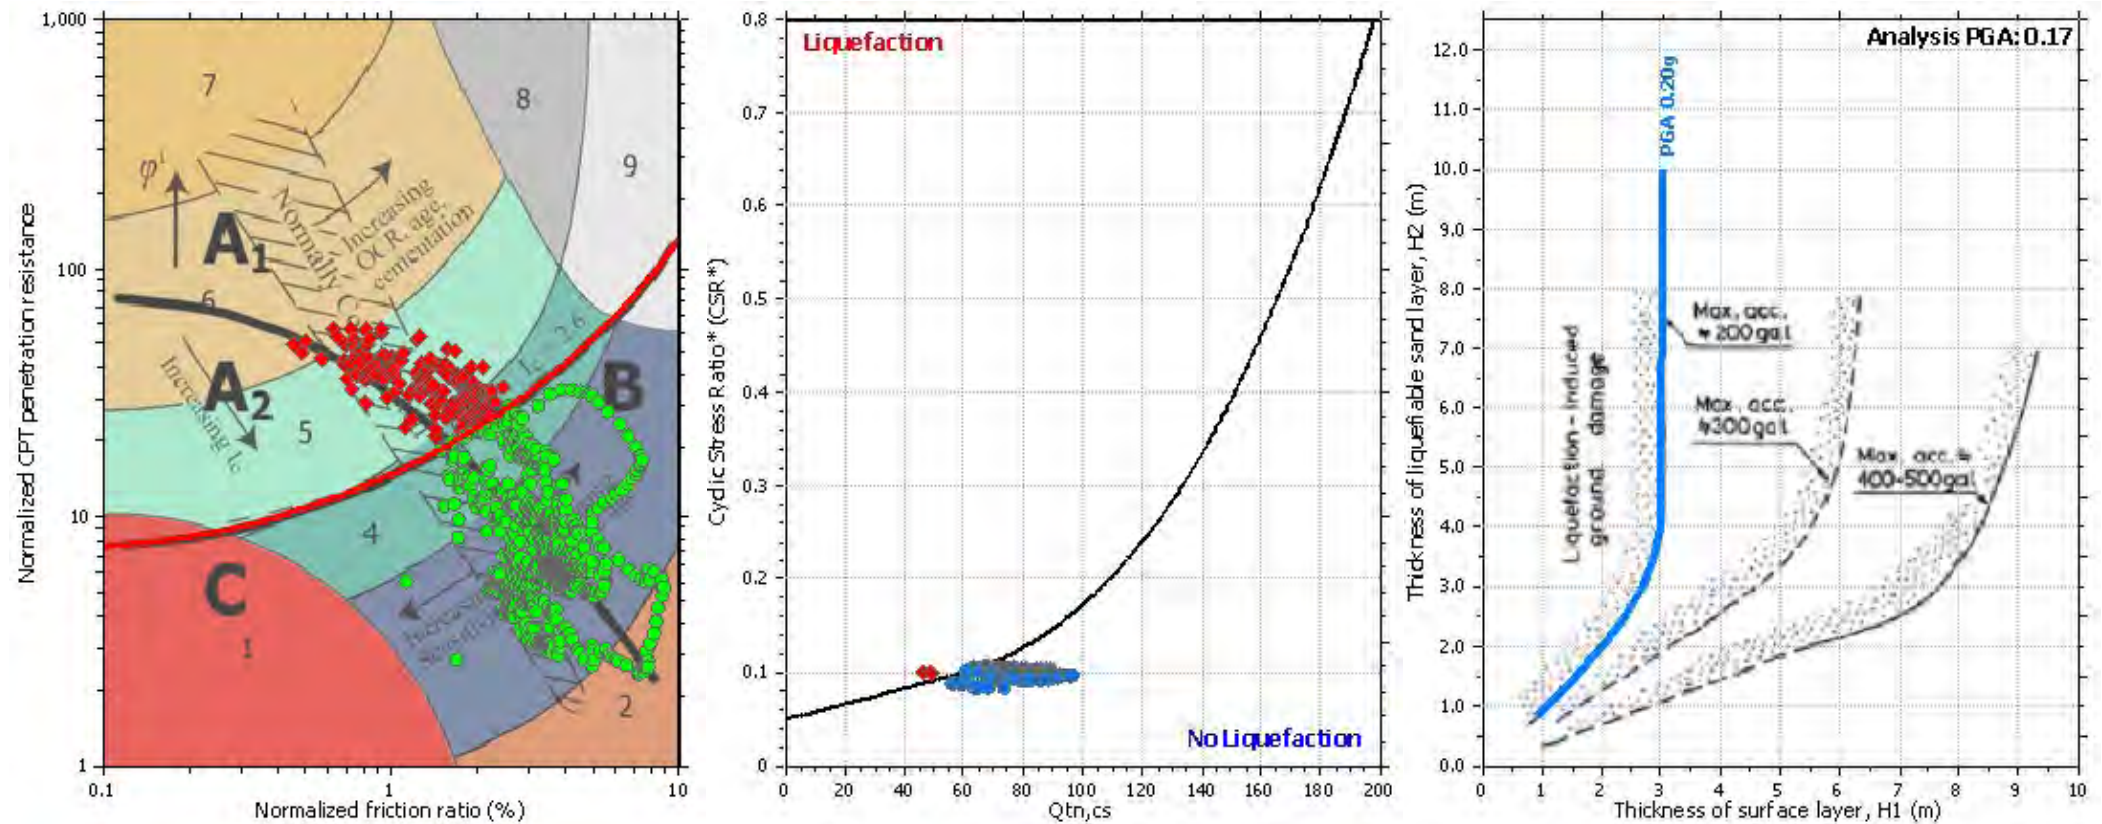 1,000
100
10
1
0.1
1
10
Normalized CPT penetration resistance
Normalized friction ratio (%)
7
8
9
φ'
A1
Normally
Increasing
OCR, age,
cementation
6
A2
Increasing Ic
5
Ic
2.6
B
4
C
1
Increasing
2
0.8
0.7
0.6
0.5
0.4
0.3
0.2
0.1
0
0
20
40
60
80
100
120
140
160
180
200
Cyclic Stress Ratio* (CSR*)
Qtn,cs
Liquefaction
No Liquefaction
Analysis PGA: 0.17
12.0
11.0
10.0
9.0
8.0
7.0
6.0
5.0
4.0
3.0
2.0
1.0
0.0
0
1
2
3
4
5
6
7
8
9
10
Thickness of liquefiable sand layer, H2 (m)
Thickness of surface layer, H1 (m)
PGA 0.20g
Liquefaction - induced
ground damage
Max. acc.
≒ 200 gal
Max. acc.
≒300gal
Max. acc. ≒
400-500gal